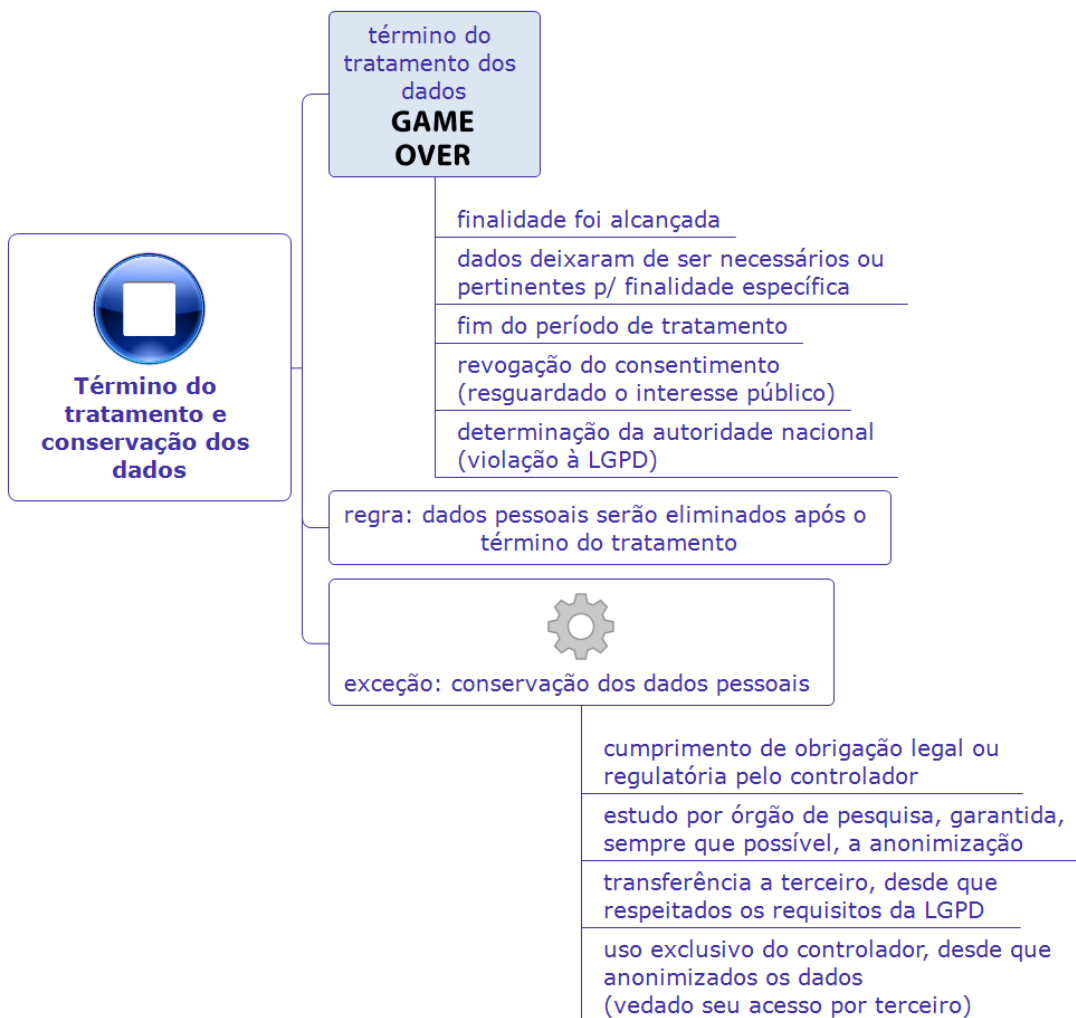 término do
tratamento dos
dados
GAME
OVER
finalidade foi alcançada
dados deixaram de ser necessários ou
pertinentes p/ finalidade específica
fim do período de tratamento
revogação do consentimento
(resguardado o interesse público)
determinação da autoridade nacional
(violação à LGPD)
Término do
tratamento e
conservação dos
dados
regra: dados pessoais serão eliminados após o
término do tratamento
exceção: conservação dos dados pessoais
cumprimento de obrigação legal ou
regulatória pelo controlador
estudo por órgão de pesquisa, garantida,
sempre que possível, a anonimização
transferência a terceiro, desde que
respeitados os requisitos da LGPD
uso exclusivo do controlador, desde que
anonimizados os dados
(vedado seu acesso por terceiro)